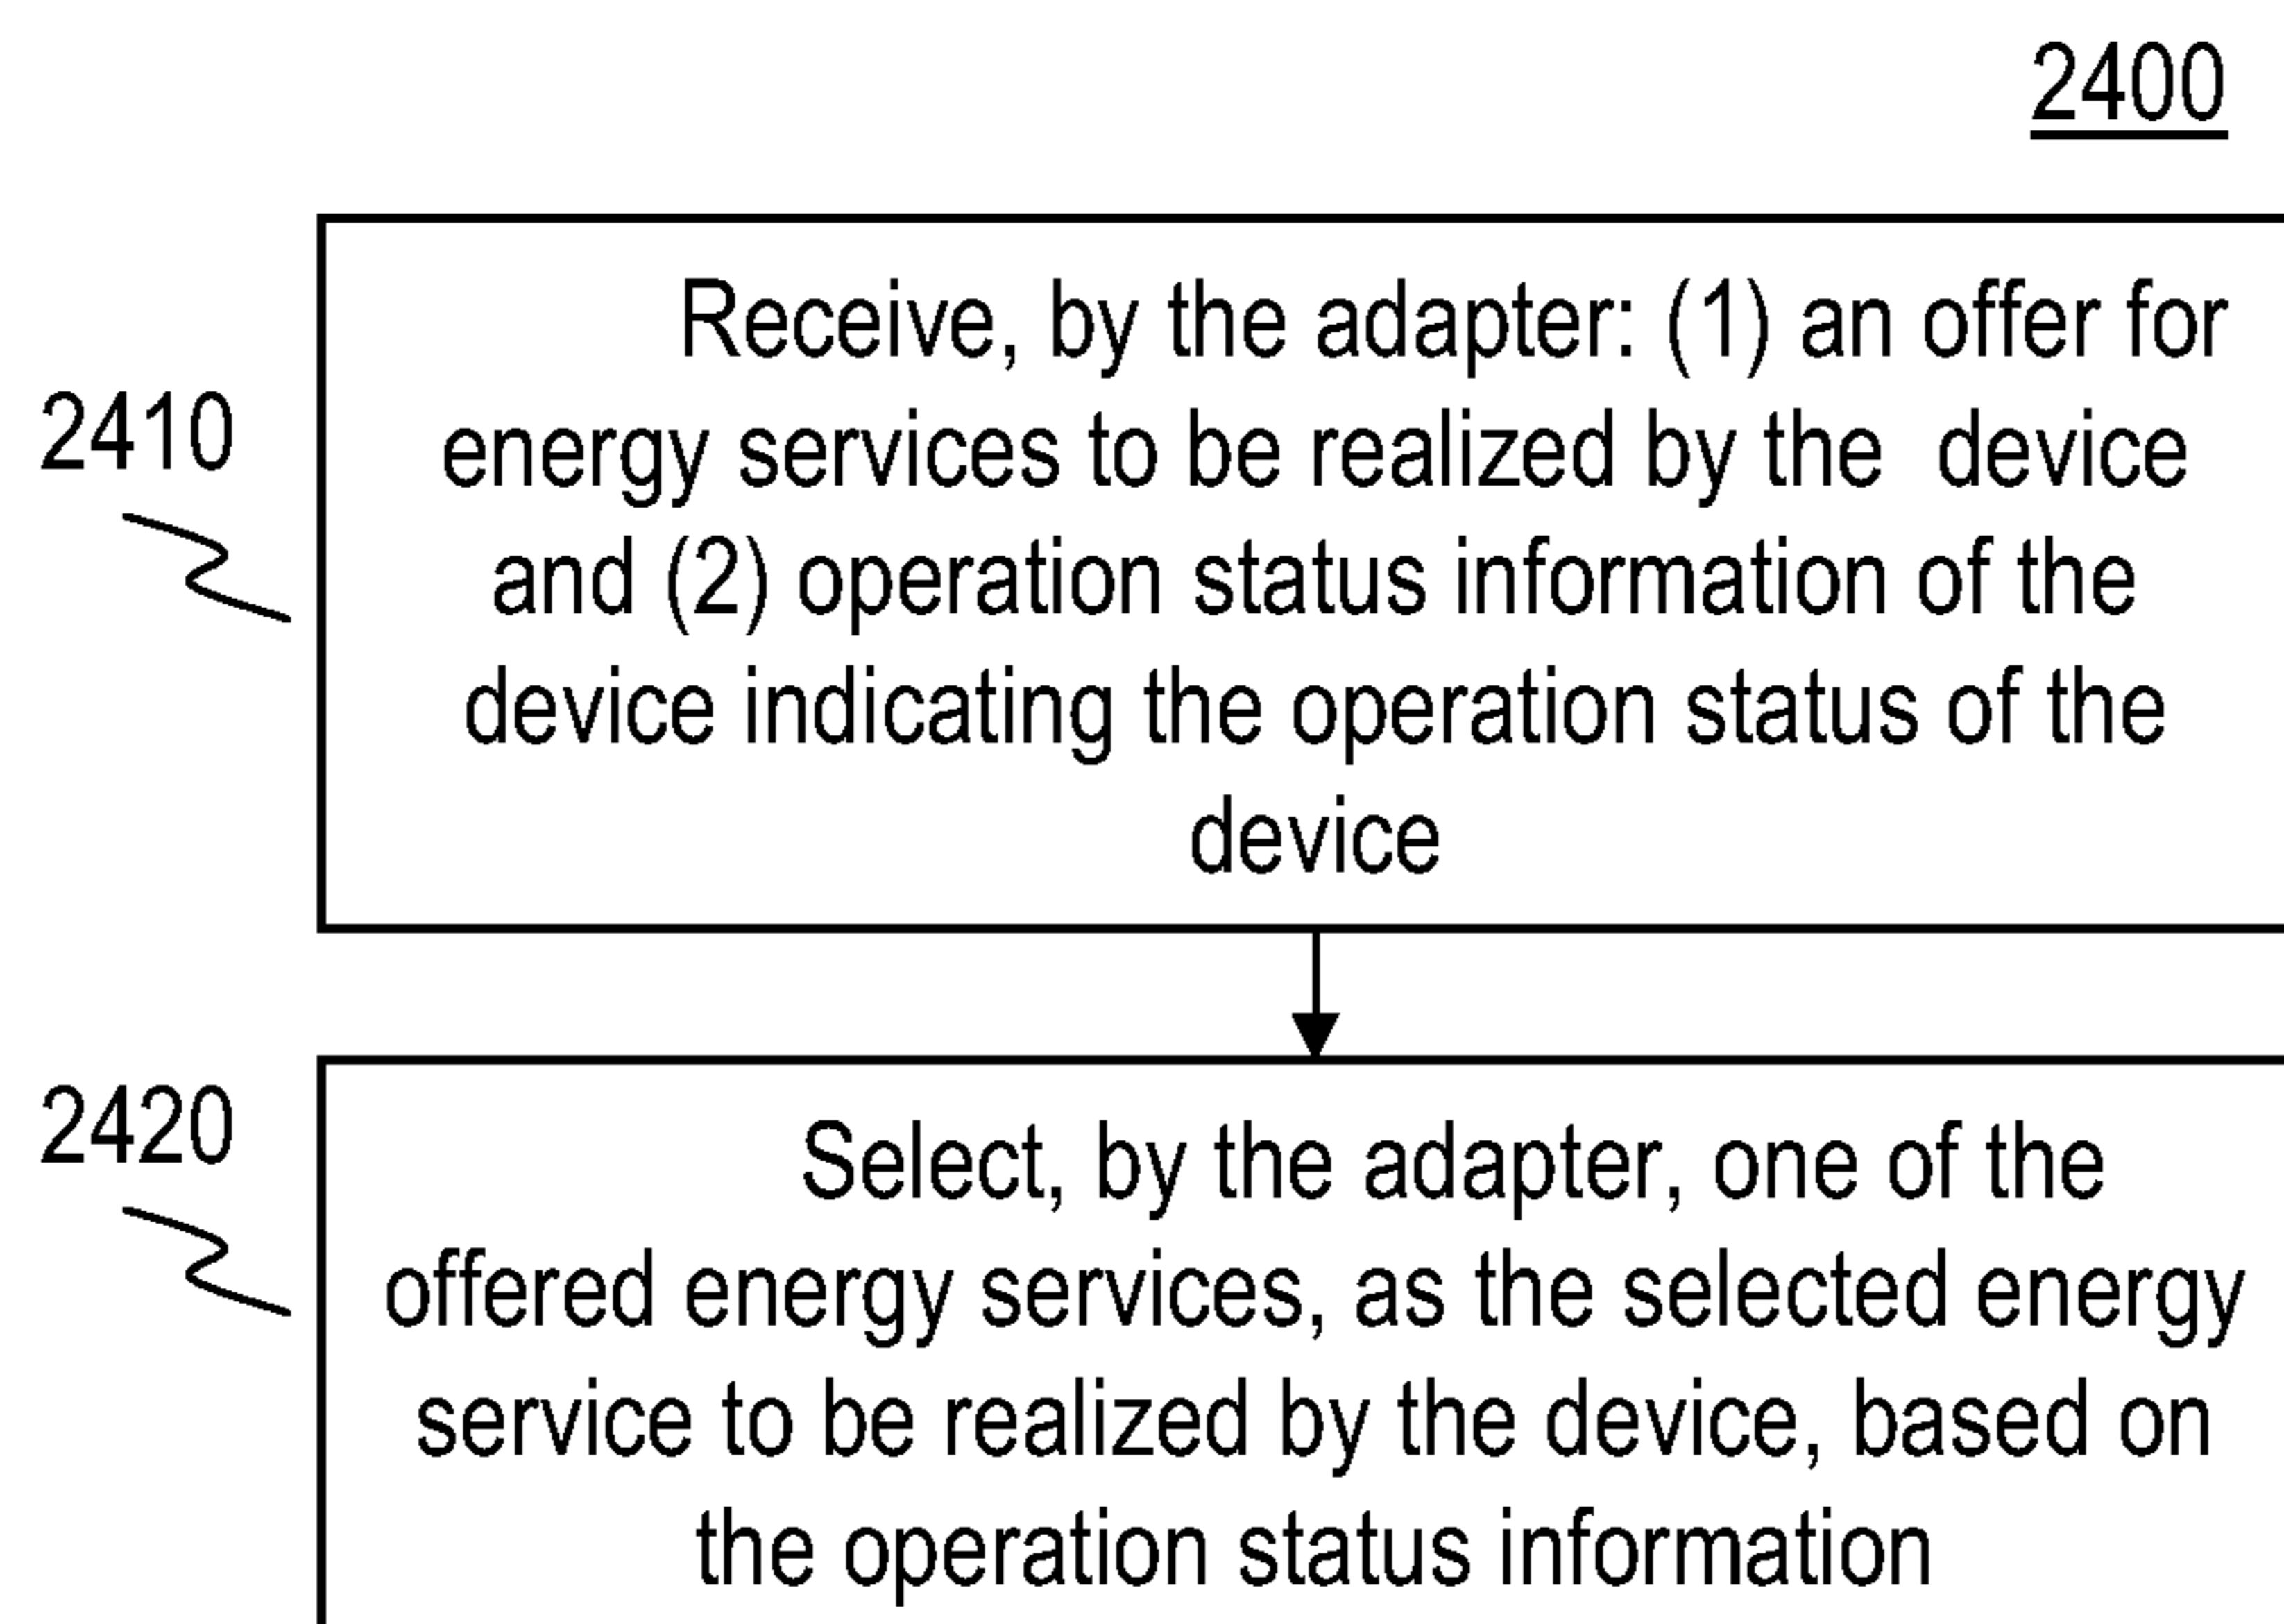 2400
Receive, by the adapter: (1) an offer for
energy services to be realized by the device
2410
and (2) operation status information of the
device indicating the operation status of the
device
2420
Select, by the adapter, one of the
offered energy services, as the selected energy
service to be realized by the device, based on
the operation status information